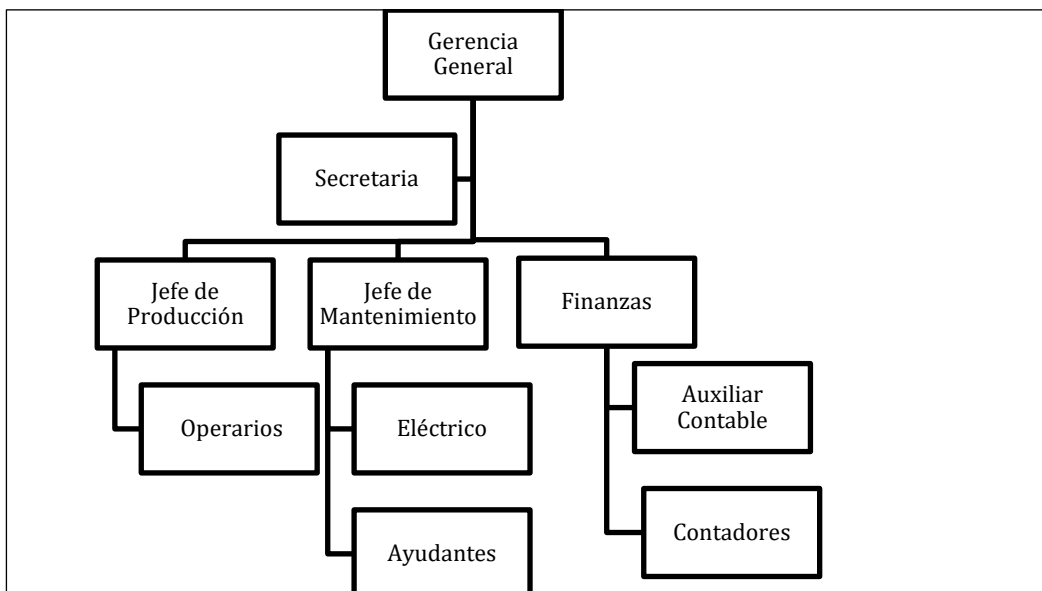 Gerencia
General
Secretaria
Jefe de
Producción
Jefe de
Mantenimiento
Finanzas
Operarios
Eléctrico
Auxiliar
Contable
Ayudantes
Contadores